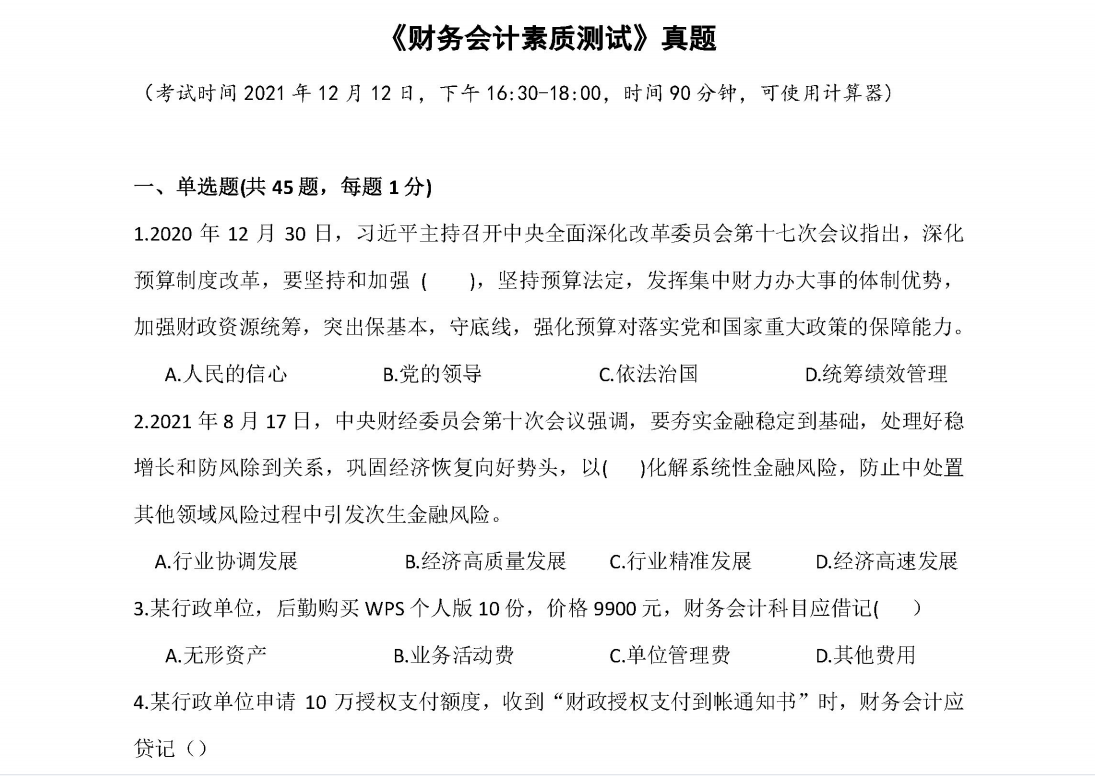 《财务会计素质测试》真题
（考试时间 2021 年 12 月 12 日，下午 16:30-18:00，时间 90 分钟，可使用计算器）
一、单选题(共 45 题，每题 1 分)
1.2020 年 12 月 30 日，习近平主持召开中央全面深化改革委员会第十七次会议指出，深化
预算制度改革，要坚持和加强（ ），坚持预算法定，发挥集中财力办大事的体制优势，
加强财政资源统筹，突出保基本，守底线，强化预算对落实党和国家重大政策的保障能力。
A.人民的信心 B.党的领导 C.依法治国 D.统筹绩效管理
2.2021 年 8 月 17 日，中央财经委员会第十次会议强调，要夯实金融稳定到基础，处理好稳
增长和防风险到关系，巩固经济恢复向好势头，以( )化解系统性金融风险，防止中处置
其他领域风险过程中引发次生金融风险。
A.行业协调发展 B.经济高质量发展 C.行业精准发展 D.经济高速发展
3.某行政单位，后勤购买 WPS 个人版 10 份，价格 9900 元，财务会计科目应借记( ）
A.无形资产 B.业务活动费 C.单位管理费 D.其他费用
4.某行政单位申请 10 万授权支付额度，收到“财政授权支付到帐通知书”时，财务会计应
贷记（）